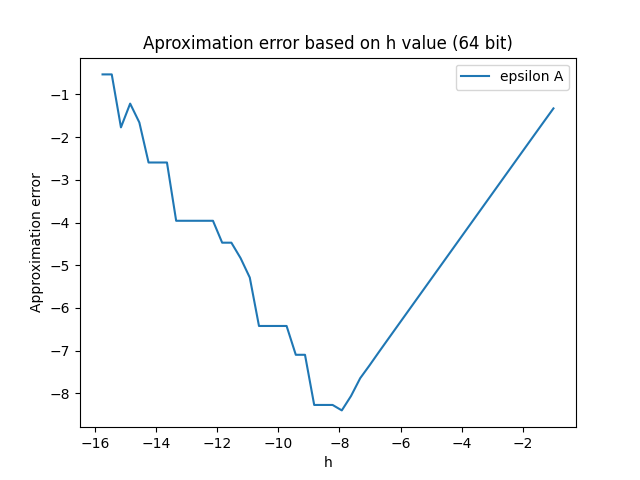 Aproximation error based on h value (64 bit)
epsilon A
−1
−2
−3
−4
−5
−6
−7
−8
Approximation error
−16 −14 −12 −10 −8 −6 −4 −2
h